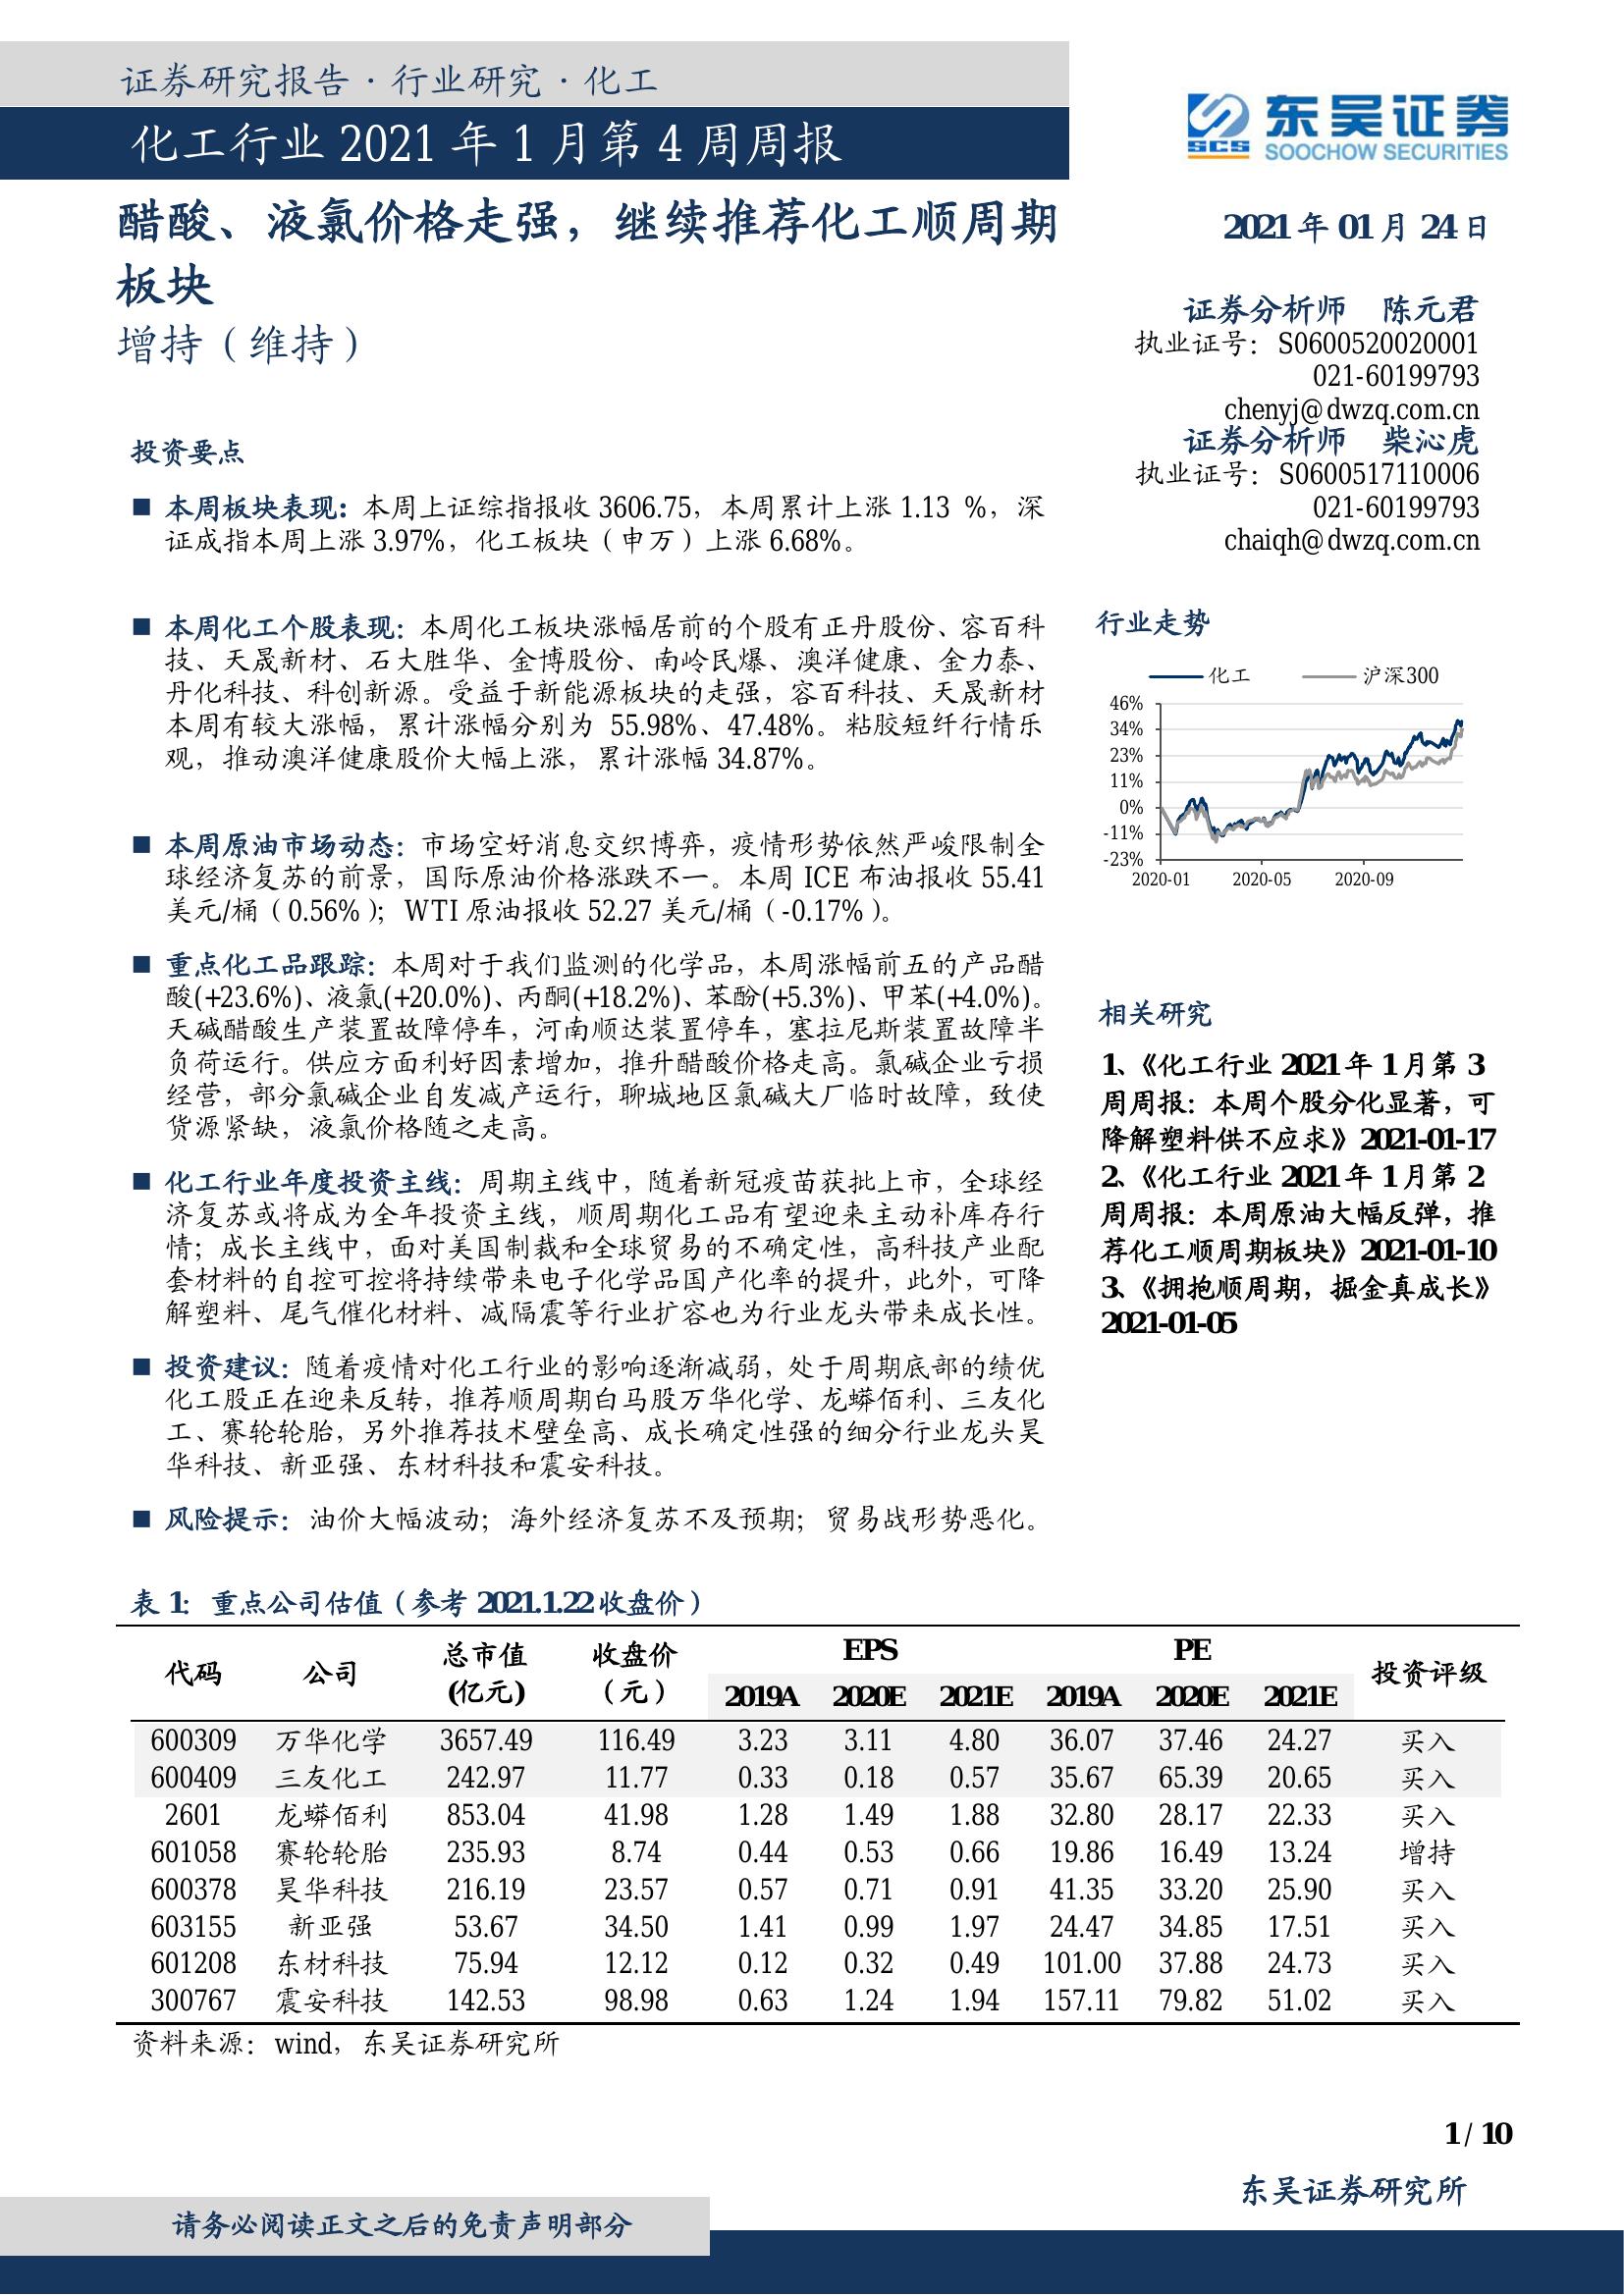 证券研究报告·行业研究·化工
化工行业 2021 年 1 月第 4 周周报
东吴证券
SCS
SOOCHOW SECURITIES
醋酸、液氯价格走强，继续推荐化工顺周期
板块
增持（维持）
2021 年 01 月 24 日
证券分析师 陈元君
执业证号：S0600520020001
021-60199793
chenyj@dwzq.com.cn
证券分析师 柴沁虎
执业证号：S0600517110006
021-60199793
chaiqh@dwzq.com.cn
投资要点
■ 本周板块表现：本周上证综指报收 3606.75，本周累计上涨 1.13 %，深
证成指本周上涨 3.97%，化工板块（申万）上涨 6.68%。
■ 本周化工个股表现：本周化工板块涨幅居前的个股有正丹股份、容百科
技、天晟新材、石大胜华、金博股份、南岭民爆、澳洋健康、金力泰、
丹化科技、科创新源。受益于新能源板块的走强，容百科技、天晟新材
本周有较大涨幅，累计涨幅分别为 55.98%、47.48%。粘胶短纤行情乐
观，推动澳洋健康股价大幅上涨，累计涨幅 34.87%。
■ 本周原油市场动态：市场空好消息交织博弈，疫情形势依然严峻限制全
球经济复苏的前景，国际原油价格涨跌不一。本周 ICE 布油报收 55.41
美元/桶（0.56%）；WTI 原油报收 52.27 美元/桶（-0.17%）。
■ 重点化工品跟踪：本周对于我们监测的化学品，本周涨幅前五的产品醋
酸(+23.6%)、液氯(+20.0%)、丙酮(+18.2%)、苯酚(+5.3%)、甲苯(+4.0%)。
天碱醋酸生产装置故障停车，河南顺达装置停车，塞拉尼斯装置故障半
负荷运行。供应方面利好因素增加，推升醋酸价格走高。氯碱企业亏损
经营，部分氯碱企业自发减产运行，聊城地区氯碱大厂临时故障，致使
货源紧缺，液氯价格随之走高。
■ 化工行业年度投资主线：周期主线中，随着新冠疫苗获批上市，全球经
济复苏或将成为全年投资主线，顺周期化工品有望迎来主动补库存行
情；成长主线中，面对美国制裁和全球贸易的不确定性，高科技产业配
套材料的自控可控将持续带来电子化学品国产化率的提升，此外，可降
解塑料、尾气催化材料、减隔震等行业扩容也为行业龙头带来成长性。
■ 投资建议：随着疫情对化工行业的影响逐渐减弱，处于周期底部的绩优
化工股正在迎来反转，推荐顺周期白马股万华化学、龙蟒佰利、三友化
工、赛轮轮胎，另外推荐技术壁垒高、成长确定性强的细分行业龙头昊
华科技、新亚强、东材科技和震安科技。
■ 风险提示：油价大幅波动；海外经济复苏不及预期；贸易战形势恶化。
行业走势
化工 沪深300
46%
34%
23%
11%
0%
-11%
-23%
2020-01 2020-05 2020-09
相关研究
1、《化工行业 2021 年 1 月第 3
周周报：本周个股分化显著，可
降解塑料供不应求》2021-01-17
2、《化工行业 2021 年 1 月第 2
周周报：本周原油大幅反弹，推
荐化工顺周期板块》2021-01-10
3、《拥抱顺周期，掘金真成长》
2021-01-05
表 1：重点公司估值（参考 2021.1.22 收盘价）
代码 公司 总市值 (亿元) 收盘价 （元） EPS PE 投资评级
2019A 2020E 2021E 2019A 2020E 2021E
600309 万华化学 3657.49 116.49 3.23 3.11 4.80 36.07 37.46 24.27 买入
600409 三友化工 242.97 11.77 0.33 0.18 0.57 35.67 65.39 20.65 买入
2601 龙蟒佰利 853.04 41.98 1.28 1.49 1.88 32.80 28.17 22.33 买入
601058 赛轮轮胎 235.93 8.74 0.44 0.53 0.66 19.86 16.49 13.24 增持
600378 昊华科技 216.19 23.57 0.57 0.71 0.91 41.35 33.20 25.90 买入
603155 新亚强 53.67 34.50 1.41 0.99 1.97 24.47 34.85 17.51 买入
601208 东材科技 75.94 12.12 0.12 0.32 0.49 101.00 37.88 24.73 买入
300767 震安科技 142.53 98.98 0.63 1.24 1.94 157.11 79.82 51.02 买入
资料来源：wind，东吴证券研究所
1 / 10
东吴证券研究所
请务必阅读正文之后的免责声明部分